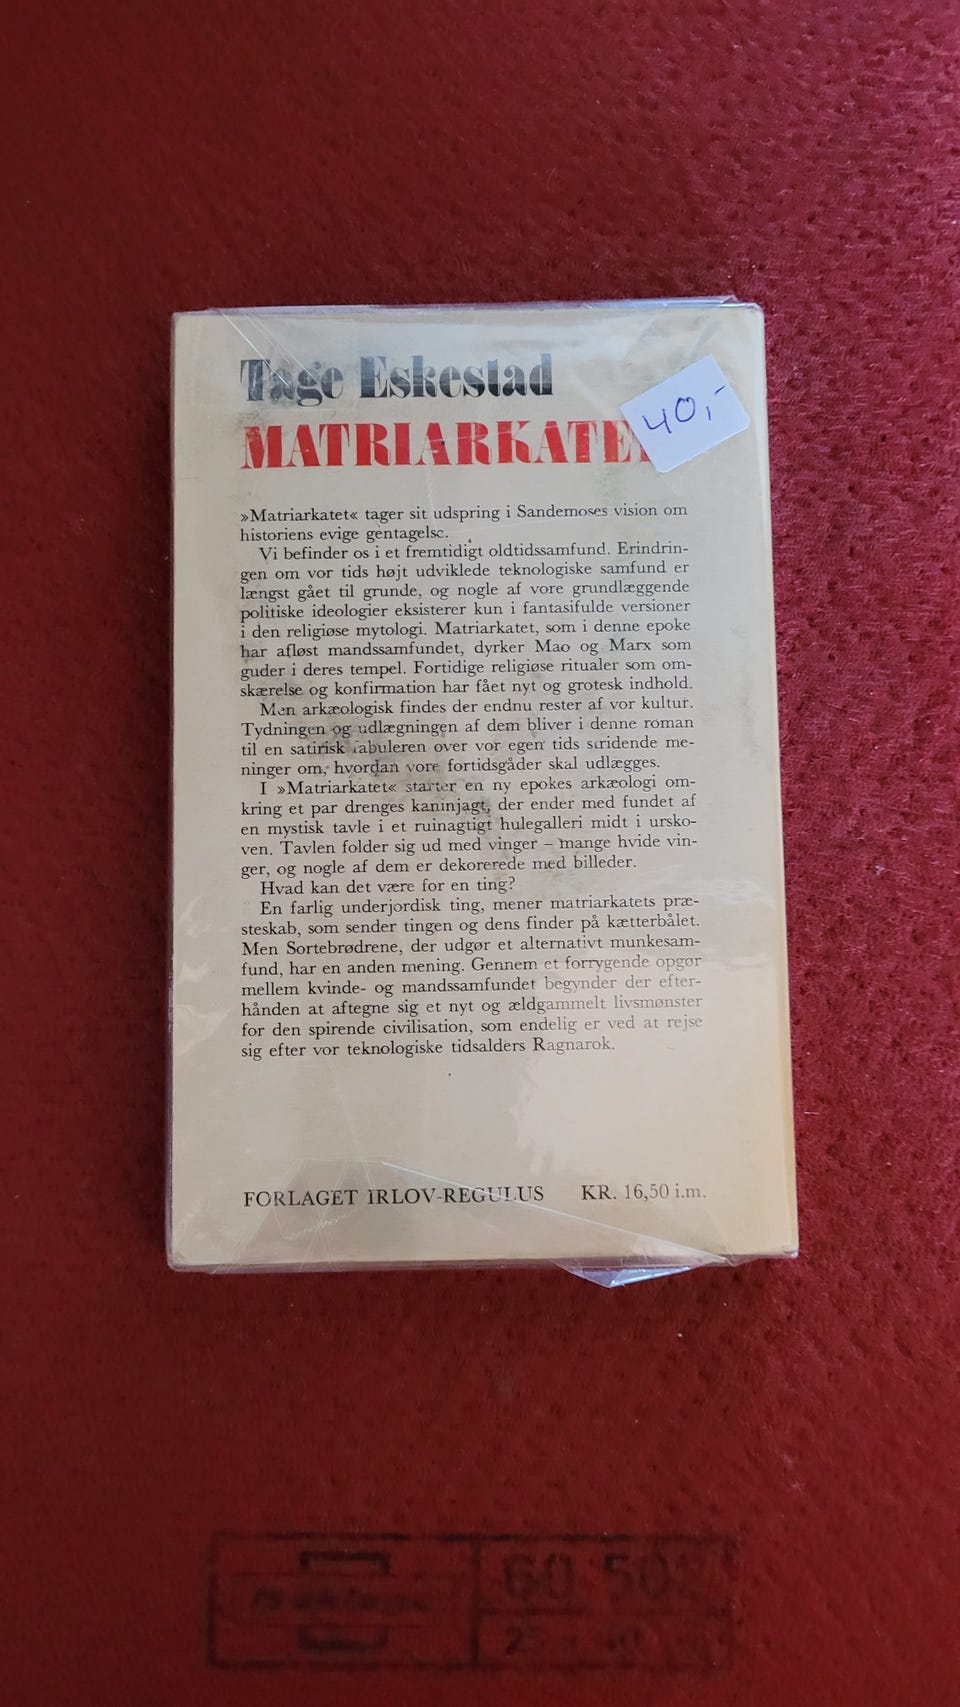 Tage Eskestad
MATRIARKATE
40,-
»Matriarkatet« tager sit udspring i Sandemoses vision om
historiens evige gentagelse.
Vi befinder os i et fremtidigt oldtidssamfund. Erindrin-
gen om vor tids højt udviklede teknologiske samfund er
længst gået til grunde, og nogle af vore grundlæggende
politiske ideologier eksisterer kun i fantasifulde versioner
i den religiøse mytologi. Matriarkatet, som i denne epoke
har afløst mandssamfundet, dyrker Mao og Marx som
guder i deres tempel. Fortidige religiøse ritualer som om-
skærelse og konfirmation har fået nyt og grotesk indhold.
Men arkæologisk findes der endnu rester af vor kultur.
Tydningen og udlægningen af dem bliver i denne roman
til en satirisk fabuleren over vor egen tids stridende me-
ninger om, hvordan vore fortidsgåder skal udlægges.
I »Matriarkatet« starter en ny epokes arkæologi om-
kring et par drenges kaninjagt, der ender med fundet af
en mystisk tavle i et ruinagtigt hulegalleri midt i ursko-
ven. Tavlen folder sig ud med vinger – mange hvide vin-
ger, og nogle af dem er dekorerede med billeder.
Hvad kan det være for en ting?
En farlig underjordisk ting, mener matriarkatets præ-
steskab, som sender tingen og dens finder på kætterbålet.
Men Sortebrødrene, der udgør et alternativt munkesam-
fund, har en anden mening. Gennem et forrygende opgør
mellem kvinde- og mandssamfundet begynder der efter-
hånden at aftegne sig et nyt og ældgammelt livsmønster
for den spirende civilisation, som endelig er ved at rejse
sig efter vor teknologiske tidsalders Ragnarok.
FORLAGET IRLOV-REGULUS KR. 16,50 i.m.
GO 50